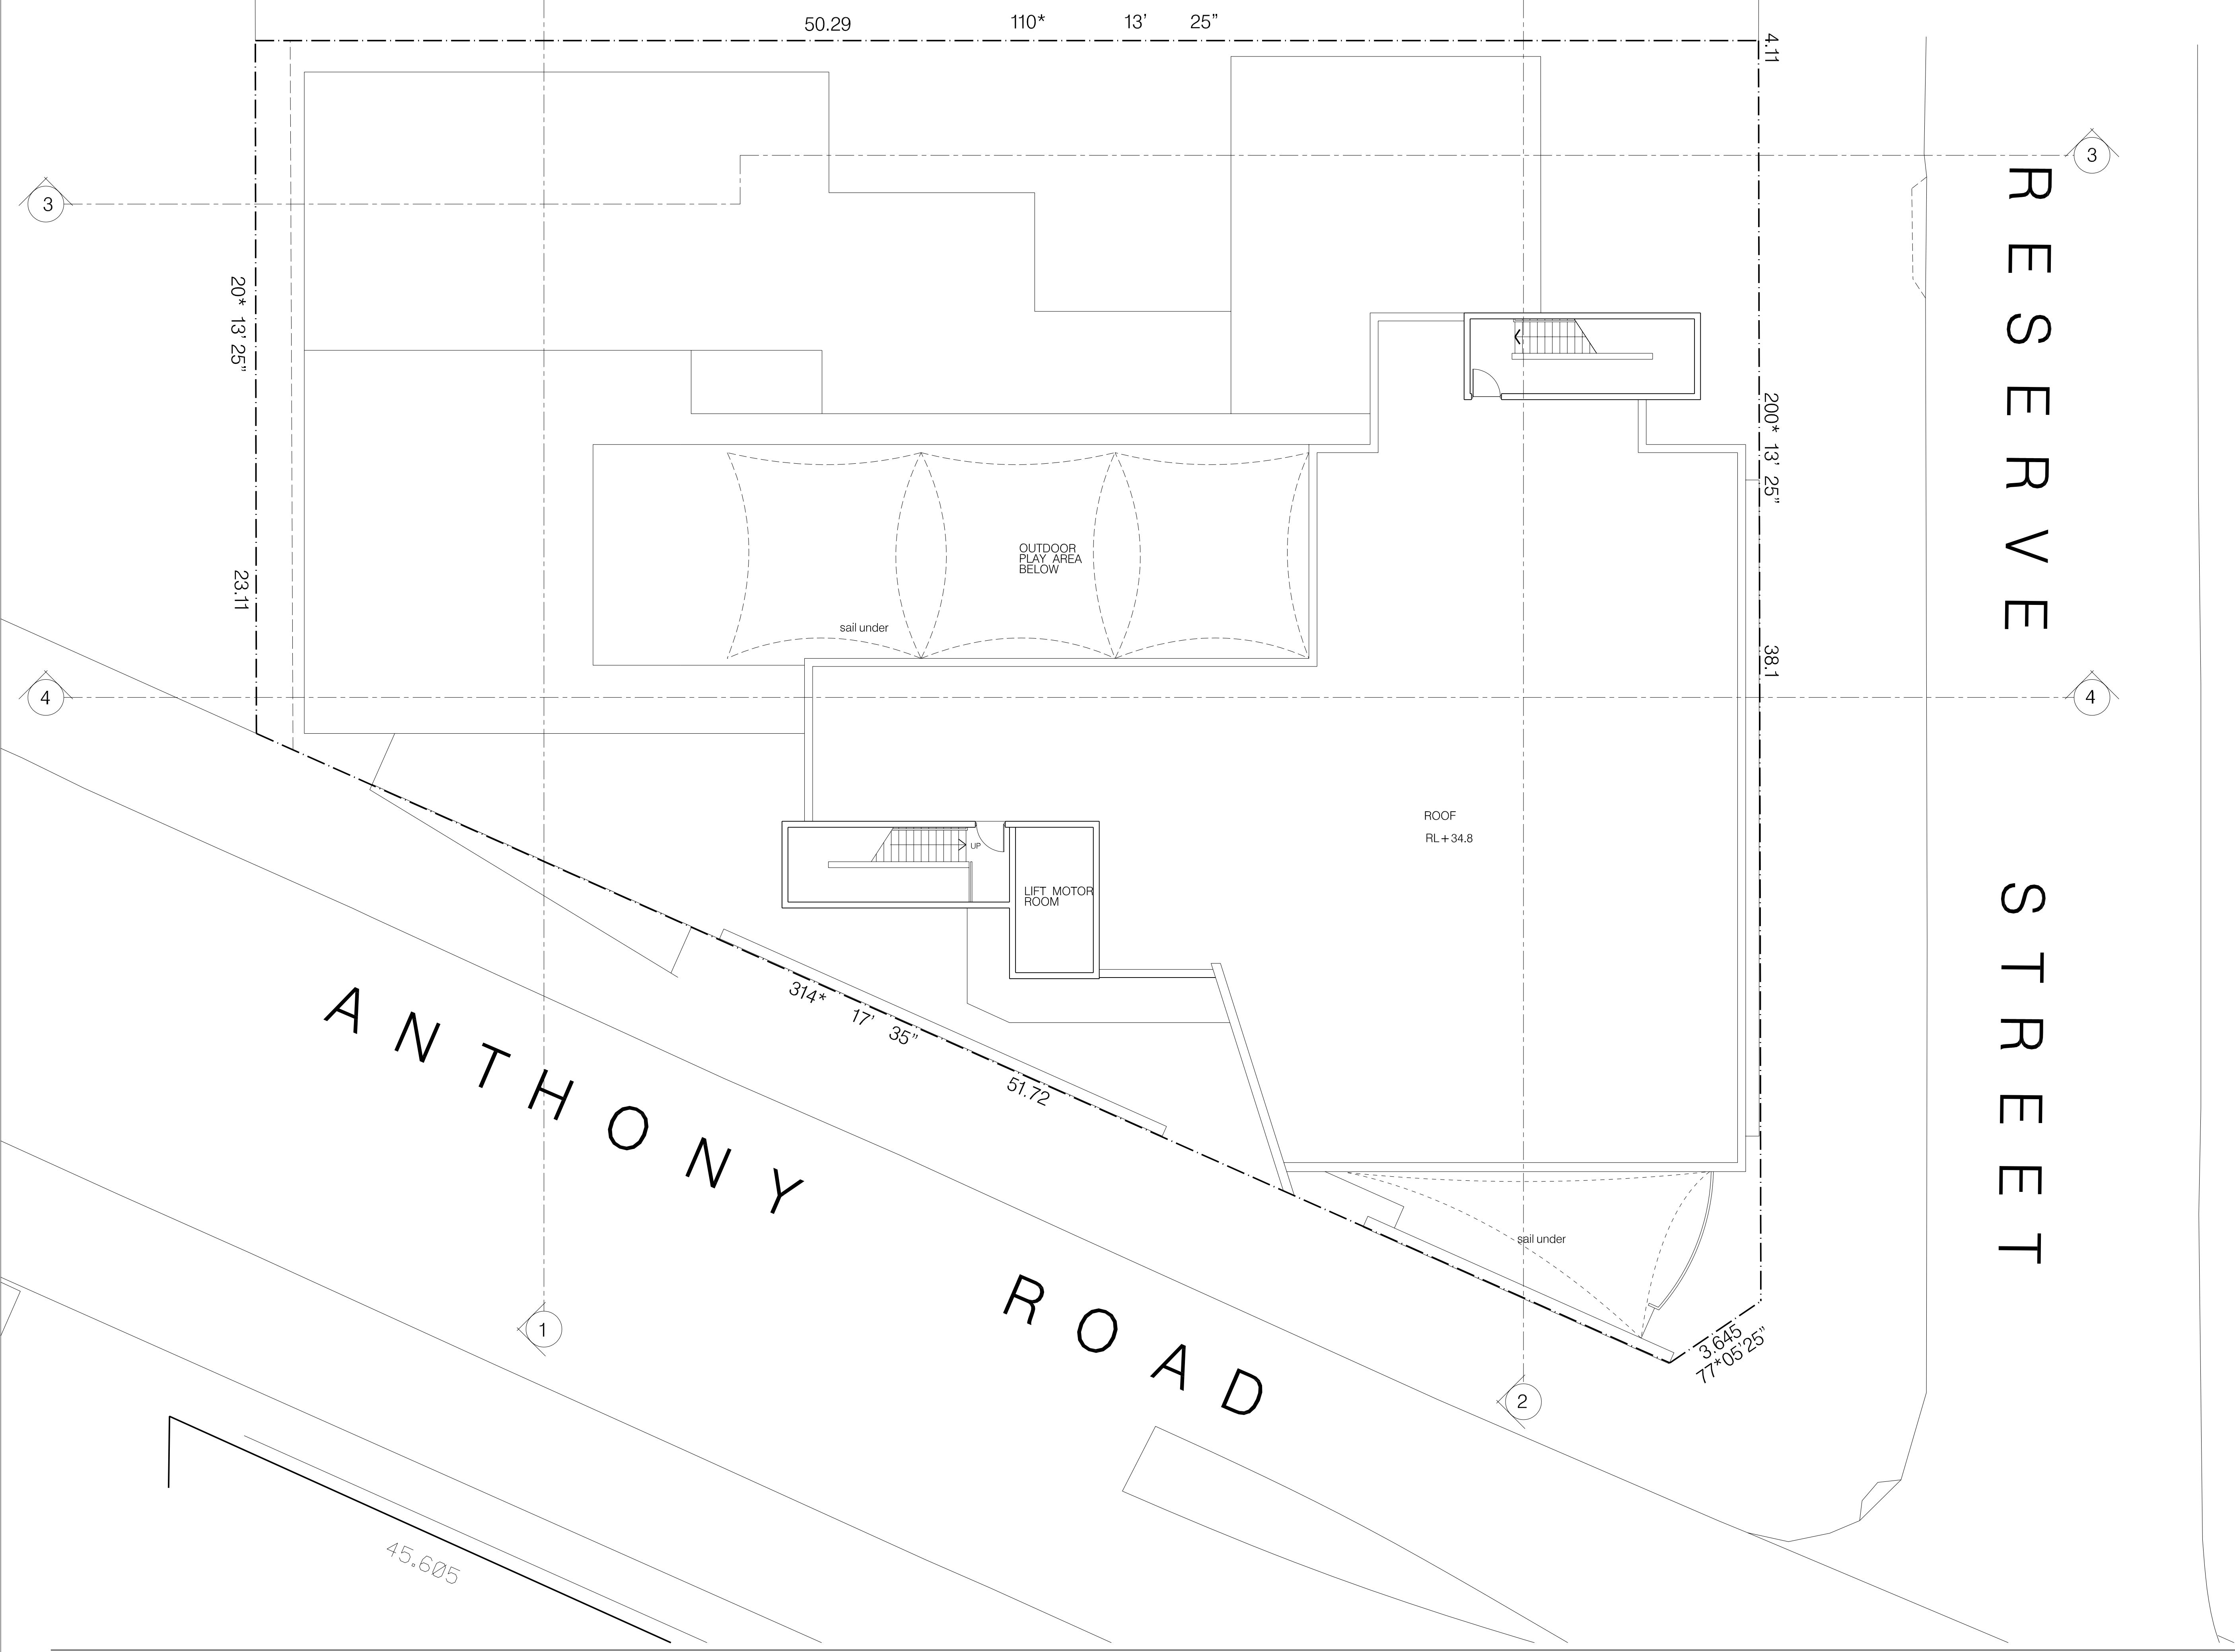 50.29 110* 13' 25"
4.11
3
3
20* 13' 25"
23.11
200* 13' 25"
38.1
RESERVE STREET
OUTDOOR
PLAY AREA
BELOW
sail under
4
4
ROOF
RL+34.8
UP
LIFT MOTOR
ROOM
314* 17' 35"
51.72
ANTHONY ROAD
sail under
1
2
3.645
77*05'25"
45.605